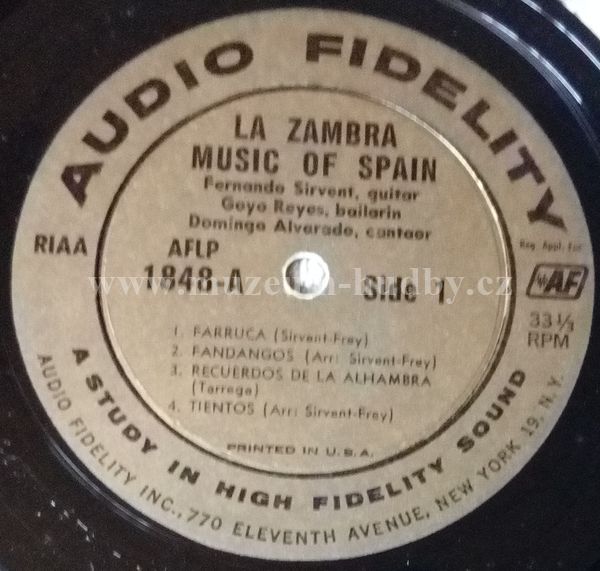 AUDIO FIDELITY
LA ZAMBRA
MUSIC OF SPAIN
Fernando Sirvent, guitar
Goyo Reyes, bailarin
Domingo Alvarado, cantaor
Reg. Appl. For
RIAA
AFLP
1848-A
Side 1
AF
33⅓
RPM
www.muzeum-hudby.cz
1. FARRUCA (Sirvent-Frey)
2. FANDANGOS (Arr: Sirvent-Frey)
3. RECUERDOS DE LA ALHAMBRA
(Tarrega)
4. TIENTOS (Arr: Sirvent-Frey)
PRINTED IN U.S.A.
A STUDY IN HIGH FIDELITY SOUND
AUDIO FIDELITY INC., 770 ELEVENTH AVENUE, NEW YORK 19, N.Y.